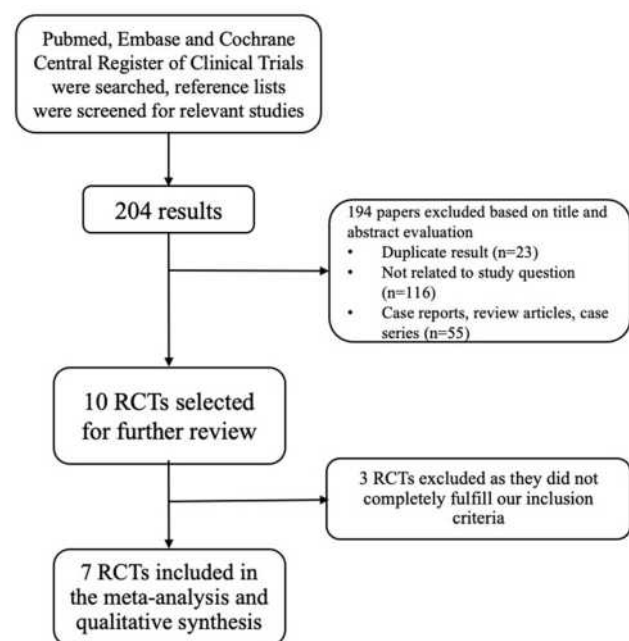 Pubmed, Embase and Cochrane
Central Register of Clinical Trials
were searched, reference lists
were screened for relevant studies
204 results
194 papers excluded based on title and
abstract evaluation
• Duplicate result (n=23)
• Not related to study question
(n=116)
• Case reports, review articles, case
series (n=55)
10 RCTs selected
for further review
3 RCTs excluded as they did not
completely fulfill our inclusion
criteria
7 RCTs included in
the meta-analysis and
qualitative synthesis